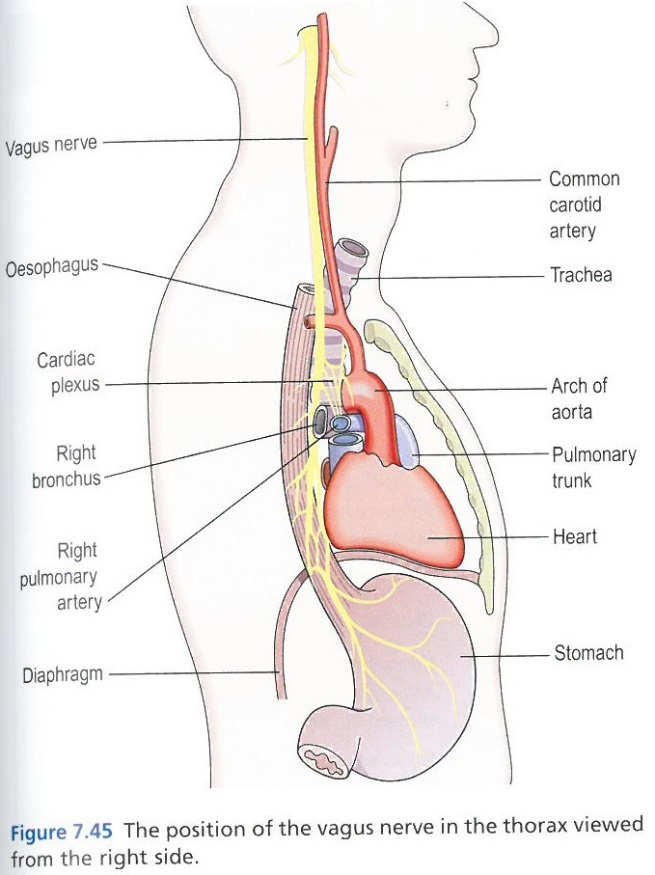 Vagus nerve
Common
carotid
artery
Oesophagus
Trachea
Cardiac
plexus
Arch of
aorta
Right
bronchus
Pulmonary
trunk
Heart
Right
pulmonary
artery
Stomach
Diaphragm
Figure 7.45 The position of the vagus nerve in the thorax viewed
from the right side.